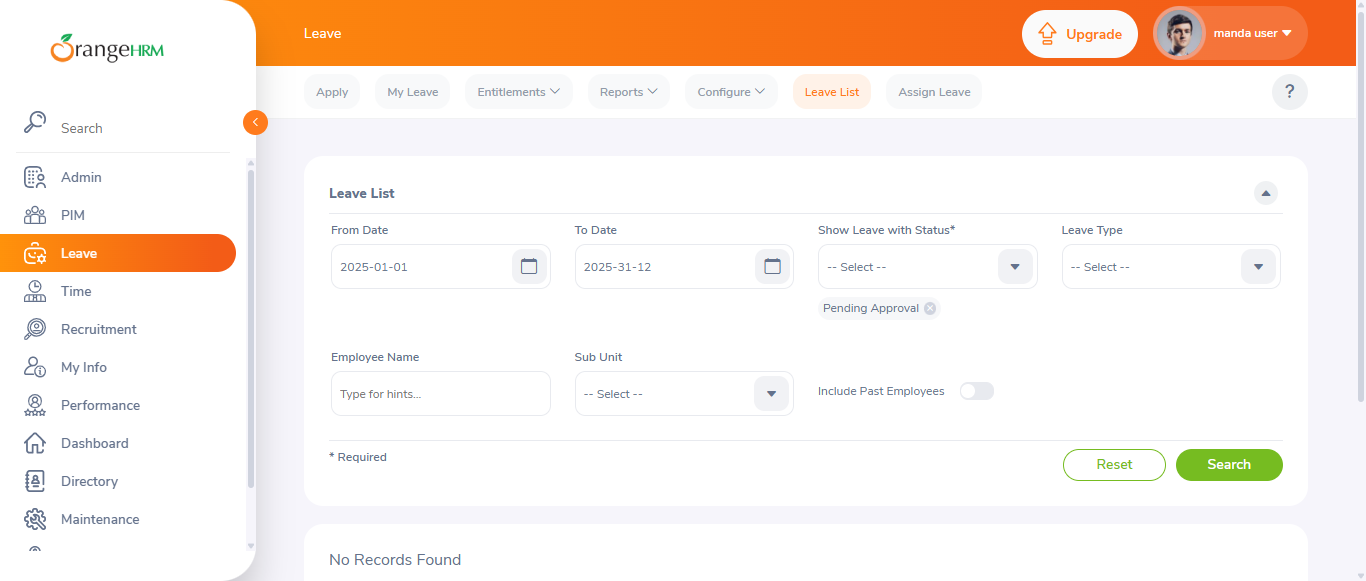 OrangeHRM
Leave
Upgrade
manda user
Search
Apply
My Leave
Entitlements
Reports
Configure
Leave List
Assign Leave
?
Admin
PIM
Leave
Time
Recruitment
My Info
Performance
Dashboard
Directory
Maintenance
Leave List
From Date
To Date
Show Leave with Status*
Leave Type
2025-01-01
2025-31-12
-- Select --
-- Select --
Pending Approval
Employee Name
Sub Unit
Type for hints...
-- Select --
Include Past Employees
* Required
Reset
Search
No Records Found